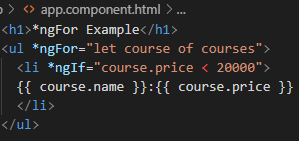 app.component.html > ...
<h1>*ngFor Example</h1>
<ul *ngFor="let course of courses">
<li *ngIf="course.price < 20000">
{{ course.name }}:{{ course.price }}
</li>
</ul>